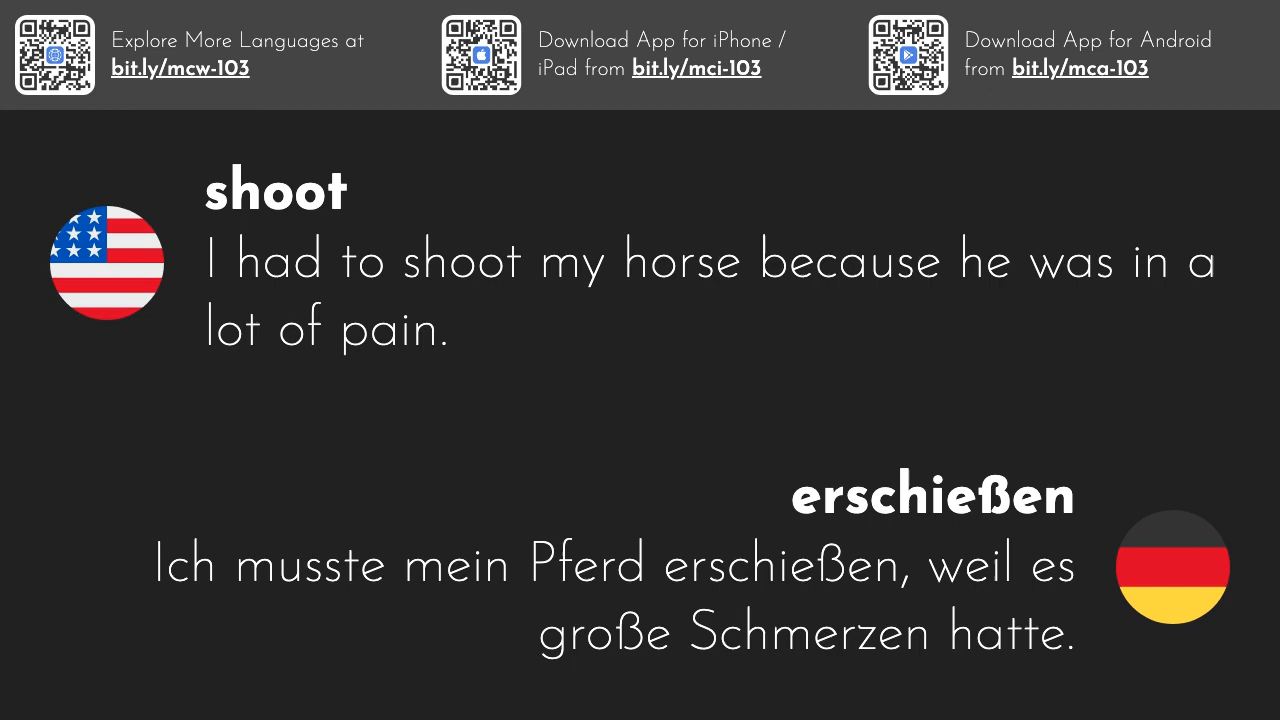 Explore More Languages at
bit.ly/mcw-103
Download App for iPhone /
iPad from bit.ly/mci-103
Download App for Android
from bit.ly/mca-103
shoot
I had to shoot my horse because he was in a
lot of pain.
erschießen
Ich musste mein Pferd erschießen, weil es
große Schmerzen hatte.